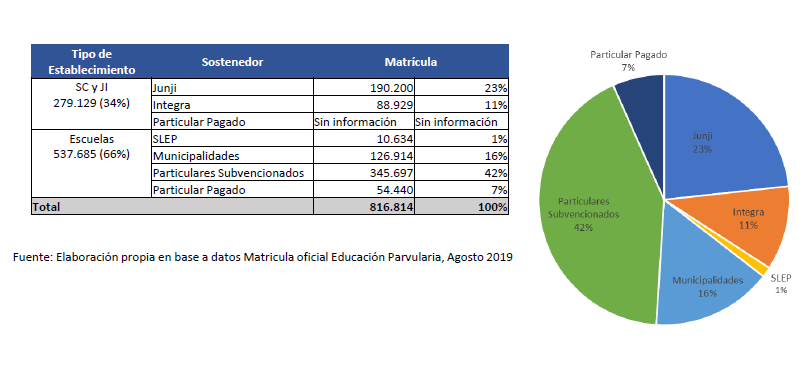 Tipo de Establecimiento Sostenedor Matrícula
SC y JI Junji 190.200 23%
279.129 (34%) Integra 88.929 11%
Particular Pagado Sin información Sin información
Escuelas SLEP 10.634 1%
537.685 (66%) Municipalidades 126.914 16%
Particulares Subvencionados 345.697 42%
Particular Pagado 54.440 7%
Total 816.814 100%
Fuente: Elaboración propia en base a datos Matricula oficial Educación Parvularia, Agosto 2019
Particular Pagado
7%
Junji
23%
Integra
11%
SLEP
1%
Municipalidades
16%
Particulares
Subvencionados
42%